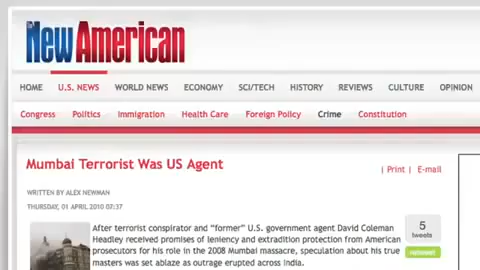 The New American
HOME U.S. NEWS WORLD NEWS ECONOMY SCI/TECH HISTORY REVIEWS CULTURE OPINION
Congress Politics Immigration Health Care Foreign Policy Crime Constitution
Mumbai Terrorist Was US Agent
| Print | E-mail
WRITTEN BY ALEX NEWMAN
THURSDAY, 01 APRIL 2010 07:37
After terrorist conspirator and “former” U.S. government agent David Coleman
Headley received promises of leniency and extradition protection from American
prosecutors for his role in the 2008 Mumbai massacre, speculation about his true
masters was set ablaze as outrage erupted across India.
5
tweets
retweet